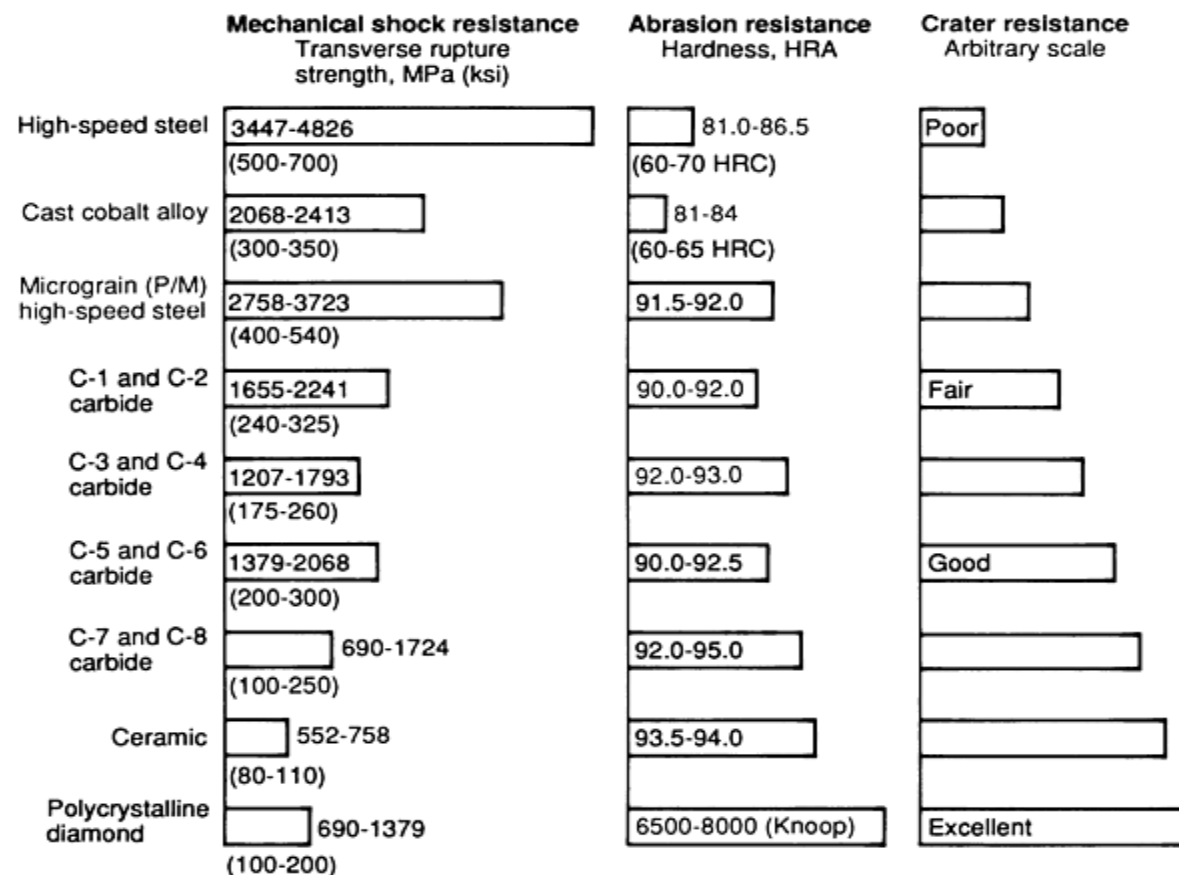 Mechanical shock resistance
Transverse rupture
strength, MPa (ksi)
Abrasion resistance
Hardness, HRA
Crater resistance
Arbitrary scale
High-speed steel
3447-4826
(500-700)
81.0-86.5
(60-70 HRC)
Poor
Cast cobalt alloy
2068-2413
(300-350)
81-84
(60-65 HRC)
Micrograin (P/M)
high-speed steel
2758-3723
(400-540)
91.5-92.0
C-1 and C-2
carbide
1655-2241
(240-325)
90.0-92.0
Fair
C-3 and C-4
carbide
1207-1793
(175-260)
92.0-93.0
C-5 and C-6
carbide
1379-2068
(200-300)
90.0-92.5
Good
C-7 and C-8
carbide
690-1724
(100-250)
92.0-95.0
Ceramic
552-758
(80-110)
93.5-94.0
Polycrystalline
diamond
690-1379
(100-200)
6500-8000 (Knoop)
Excellent